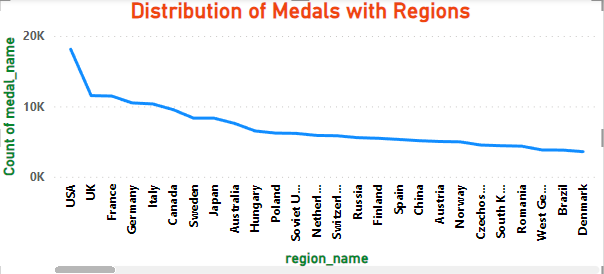 Distribution of Medals with Regions
Count of medal_name
20K
10K
0K
USA
UK
France
Germany
Italy
Canada
Sweden
Japan
Australia
Hungary
Poland
Soviet U...
Netherl...
Switzerl...
Russia
Finland
Spain
China
Austria
Norway
Czechos...
South K...
Romania
West Ge...
Brazil
Denmark
region_name